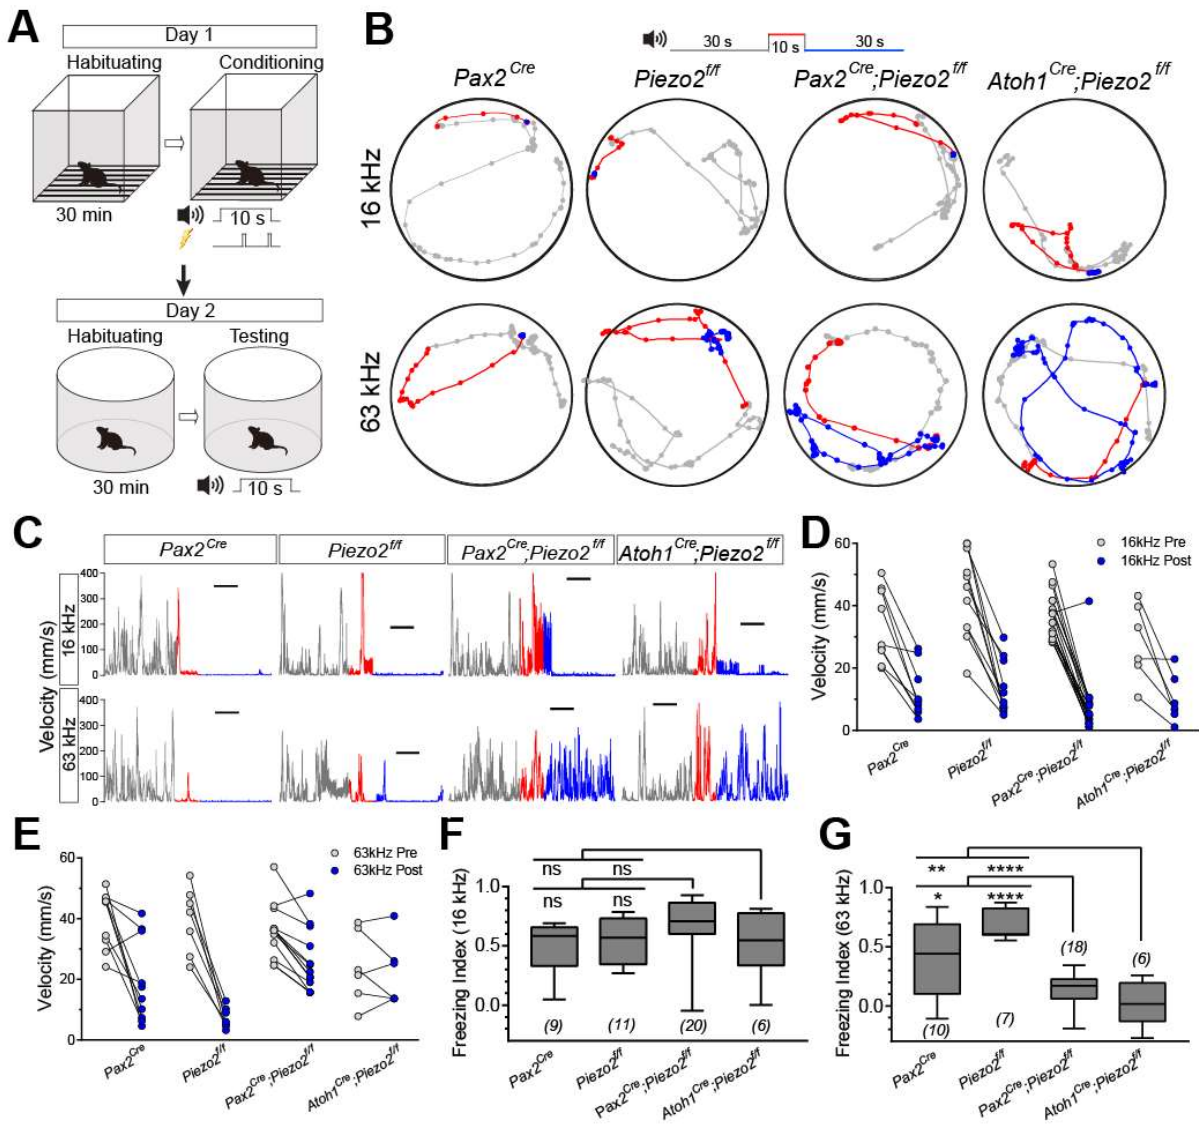 A
Day 1
Habituating
Conditioning
30 min
10 s
Day 2
Habituating
Testing
30 min
10 s
B
30 s
10 s
30 s
Pax2Cre
Piezo2f/f
Pax2Cre;Piezo2f/f
Atoh1Cre;Piezo2f/f
16 kHz
63 kHz
C
Pax2Cre
Piezo2f/f
Pax2Cre;Piezo2f/f
Atoh1Cre;Piezo2f/f
Velocity (mm/s)
16 kHz
400
300
200
100
0
63 kHz
400
300
200
100
0
D
16kHz Pre
16kHz Post
Velocity (mm/s)
60
40
20
0
Pax2Cre
Piezo2f/f
Pax2Cre;Piezo2f/f
Atoh1Cre;Piezo2f/f
E
63kHz Pre
63kHz Post
Velocity (mm/s)
60
40
20
0
Pax2Cre
Piezo2f/f
Pax2Cre;Piezo2f/f
Atoh1Cre;Piezo2f/f
F
Freezing Index (16 kHz)
1.0
0.5
0.0
ns ns
ns ns
(9) (11) (20) (6)
Pax2Cre
Piezo2f/f
Pax2Cre;Piezo2f/f
Atoh1Cre;Piezo2f/f
G
Freezing Index (63 kHz)
1.0
0.5
0.0
** ****
* ****
(10) (7) (18) (6)
Pax2Cre
Piezo2f/f
Pax2Cre;Piezo2f/f
Atoh1Cre;Piezo2f/f